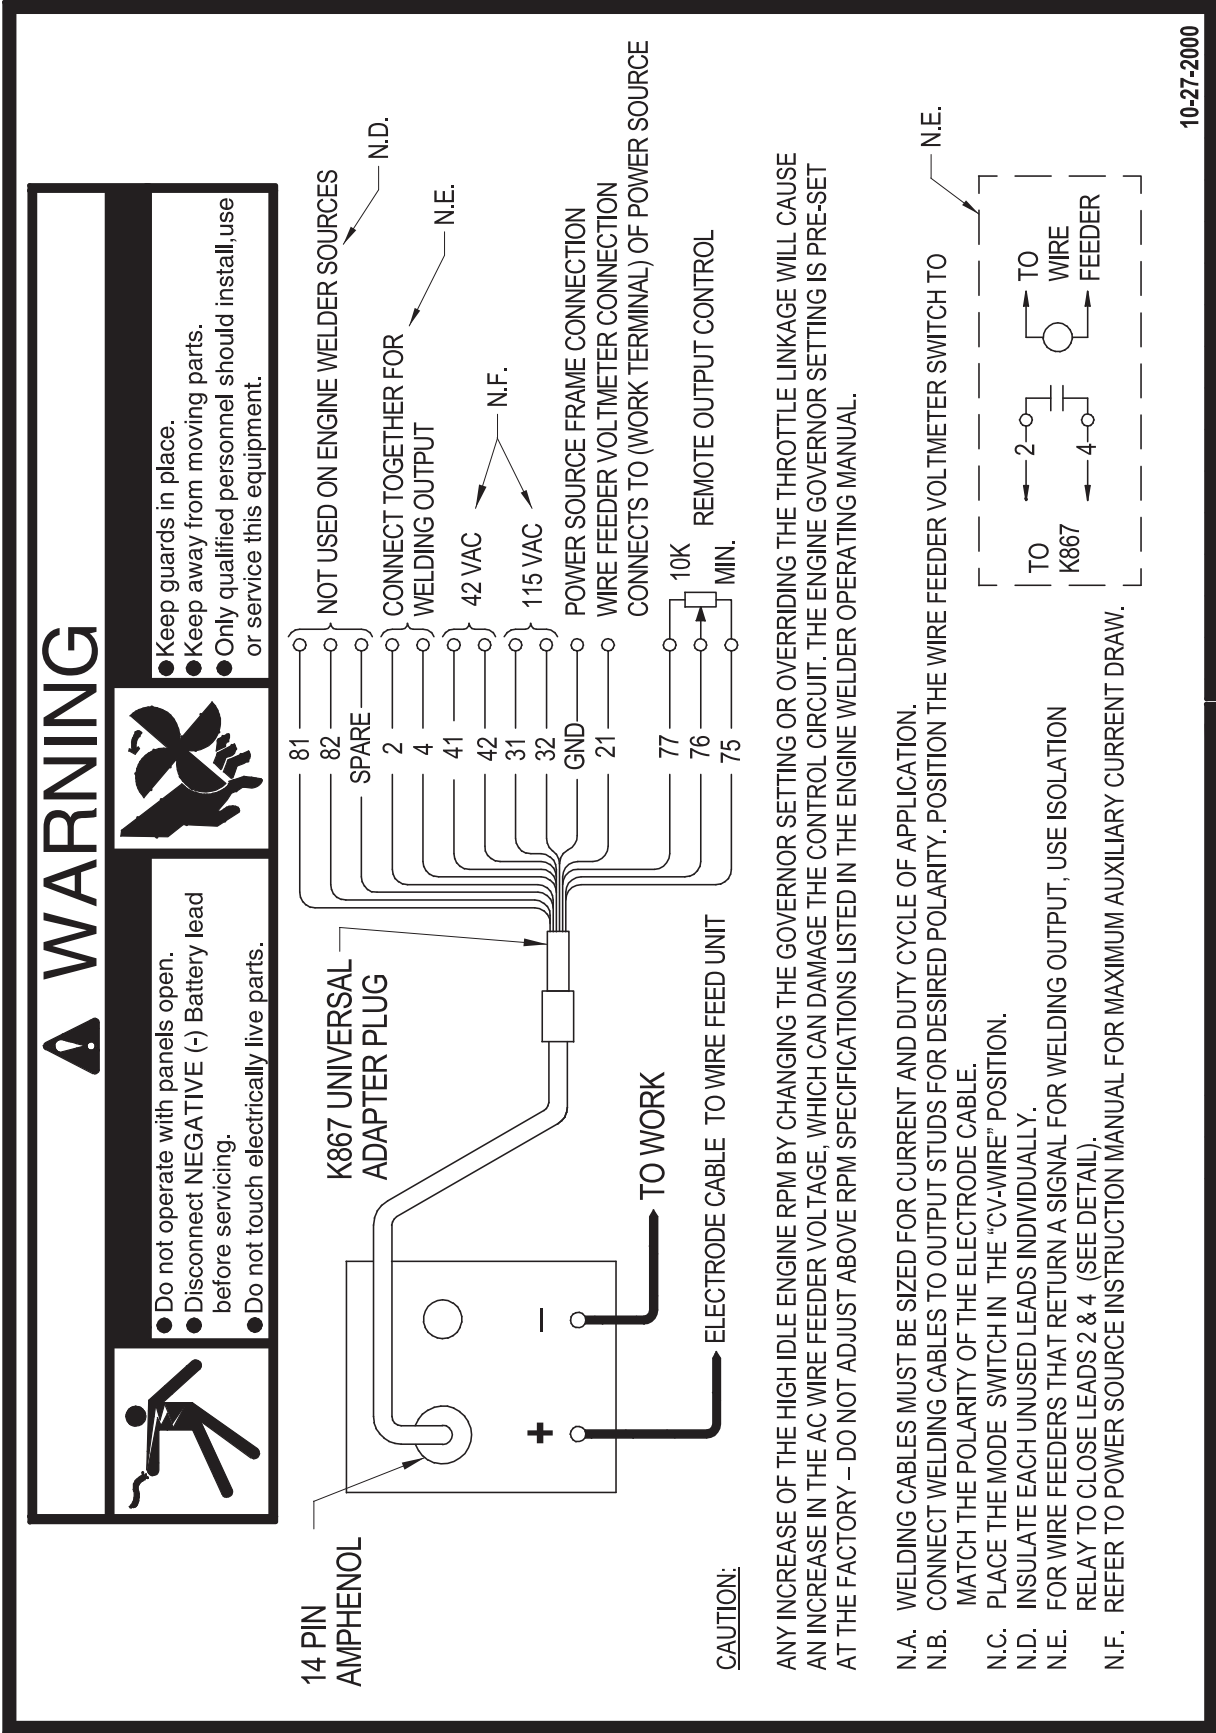 WARNING
Do not operate with panels open.
Disconnect NEGATIVE (-) Battery lead
before servicing.
Do not touch electrically live parts.
Keep guards in place.
Keep away from moving parts.
Only qualified personnel should install,use
or service this equipment.
14 PIN
AMPHENOL
K867 UNIVERSAL
ADAPTER PLUG
81
82
SPARE
NOT USED ON ENGINE WELDER SOURCES
N.D.
2
4
CONNECT TOGETHER FOR
WELDING OUTPUT
N.E.
41
42
42 VAC
31
32
115 VAC
N.F.
GND
POWER SOURCE FRAME CONNECTION
21
WIRE FEEDER VOLTMETER CONNECTION
CONNECTS TO (WORK TERMINAL) OF POWER SOURCE
77
76
75
10K
MIN.
REMOTE OUTPUT CONTROL
+
–
TO WORK
ELECTRODE CABLE TO WIRE FEED UNIT
CAUTION:
ANY INCREASE OF THE HIGH IDLE ENGINE RPM BY CHANGING THE GOVERNOR SETTING OR OVERRIDING THE THROTTLE LINKAGE WILL CAUSE
AN INCREASE IN THE AC WIRE FEEDER VOLTAGE, WHICH CAN DAMAGE THE CONTROL CIRCUIT. THE ENGINE GOVERNOR SETTING IS PRE-SET
AT THE FACTORY – DO NOT ADJUST ABOVE RPM SPECIFICATIONS LISTED IN THE ENGINE WELDER OPERATING MANUAL.
N.A. WELDING CABLES MUST BE SIZED FOR CURRENT AND DUTY CYCLE OF APPLICATION.
N.B. CONNECT WELDING CABLES TO OUTPUT STUDS FOR DESIRED POLARITY. POSITION THE WIRE FEEDER VOLTMETER SWITCH TO
MATCH THE POLARITY OF THE ELECTRODE CABLE.
N.C. PLACE THE MODE SWITCH IN THE “CV-WIRE” POSITION.
N.D. INSULATE EACH UNUSED LEADS INDIVIDUALLY.
N.E. FOR WIRE FEEDERS THAT RETURN A SIGNAL FOR WELDING OUTPUT, USE ISOLATION
RELAY TO CLOSE LEADS 2 & 4 (SEE DETAIL).
N.F. REFER TO POWER SOURCE INSTRUCTION MANUAL FOR MAXIMUM AUXILIARY CURRENT DRAW.
N.E.
TO
K867
2
4
TO
WIRE
FEEDER
10-27-2000